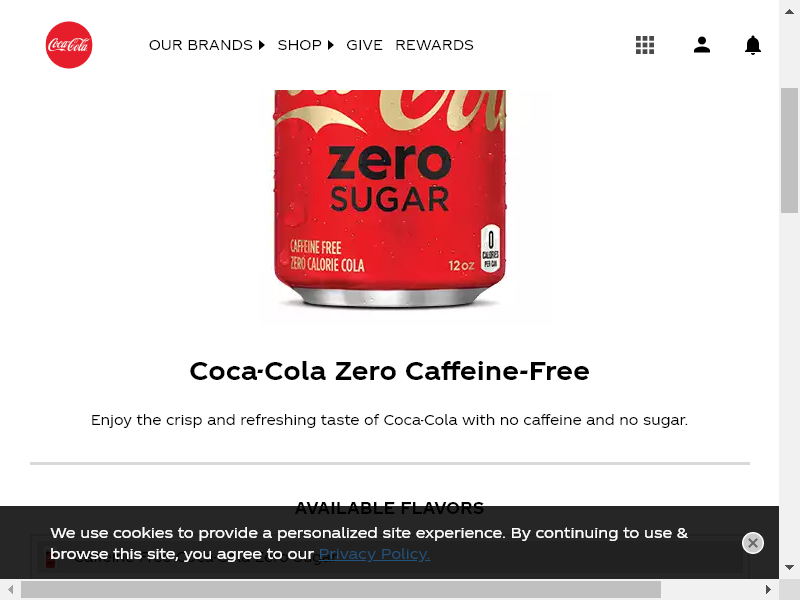 Coca-Cola
OUR BRANDS SHOP GIVE REWARDS
zero
SUGAR
CAFFEINE FREE
ZERO CALORIE COLA
12 OZ
0
CALORIES
PER CAN
Coca-Cola Zero Caffeine-Free
Enjoy the crisp and refreshing taste of Coca-Cola with no caffeine and no sugar.
AVAILABLE FLAVORS
We use cookies to provide a personalized site experience. By continuing to use &
browse this site, you agree to our Privacy Policy.